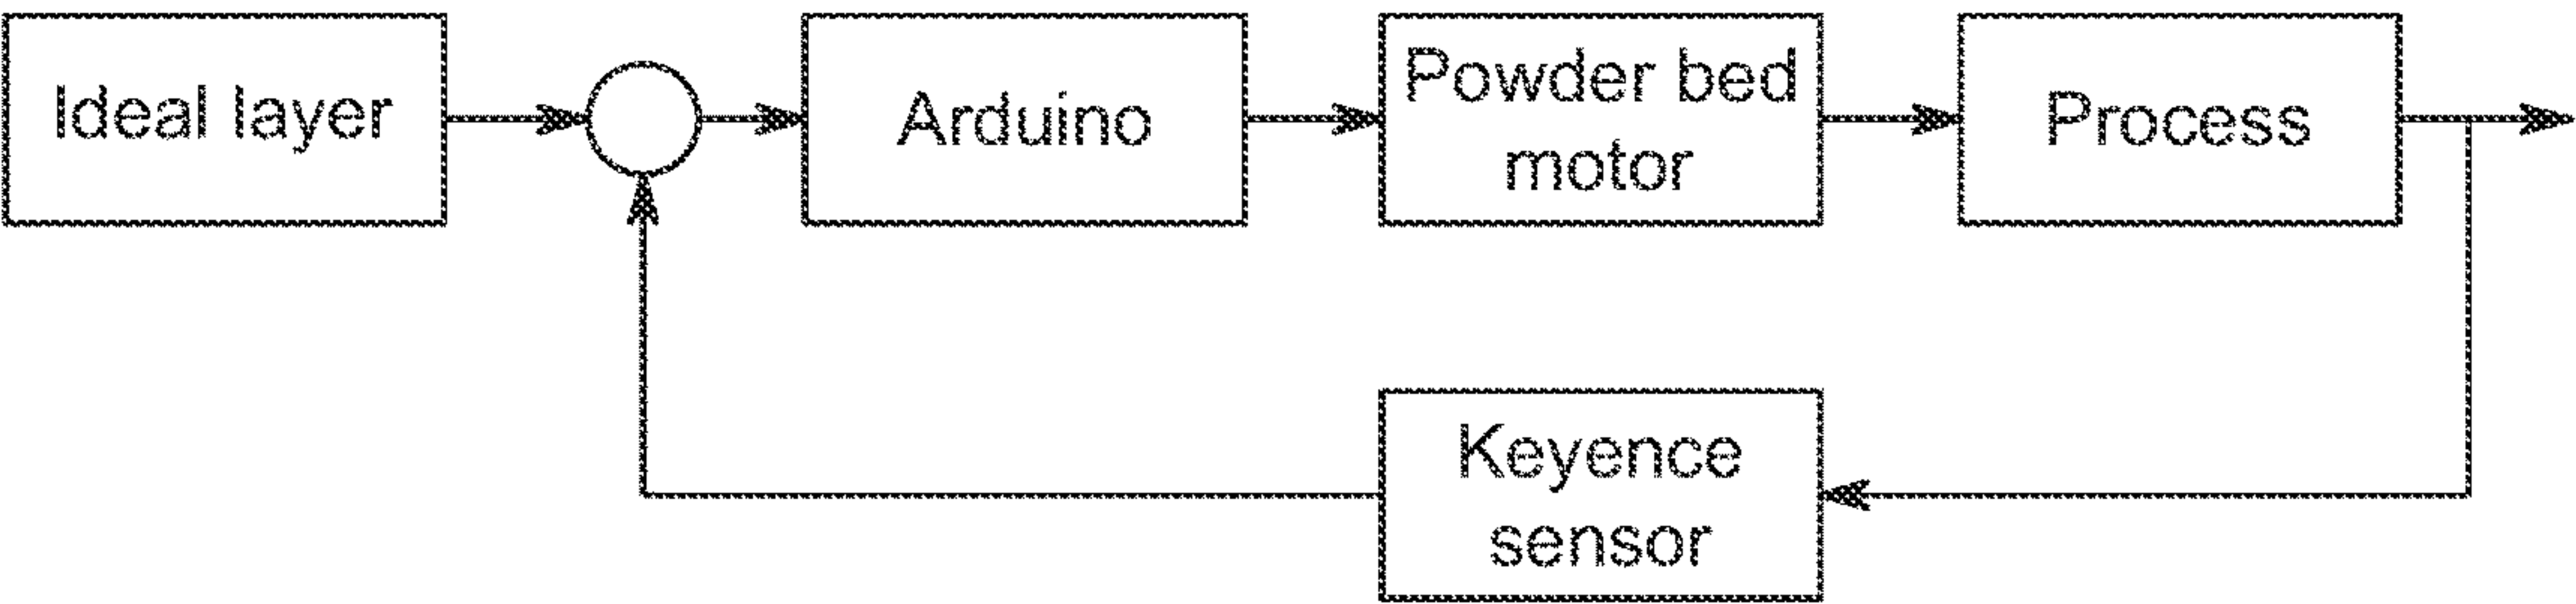 Ideal layer
Arduino
Powder bed
motor
Process
Keyence
sensor